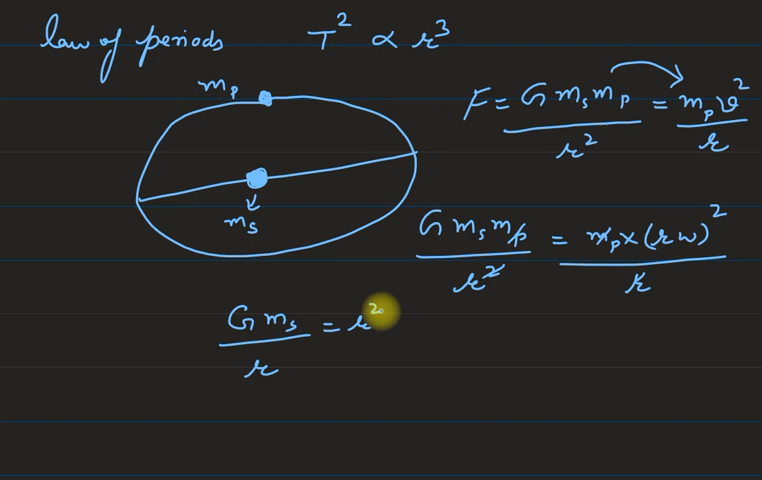 law of periods T² ∝ r³
mₚ
F = G mₛ mₚ / r² = mₚ v² / r
mₛ
G mₛ mₚ / r² = mₚ × (r ω)² / r
G mₛ / r = r²